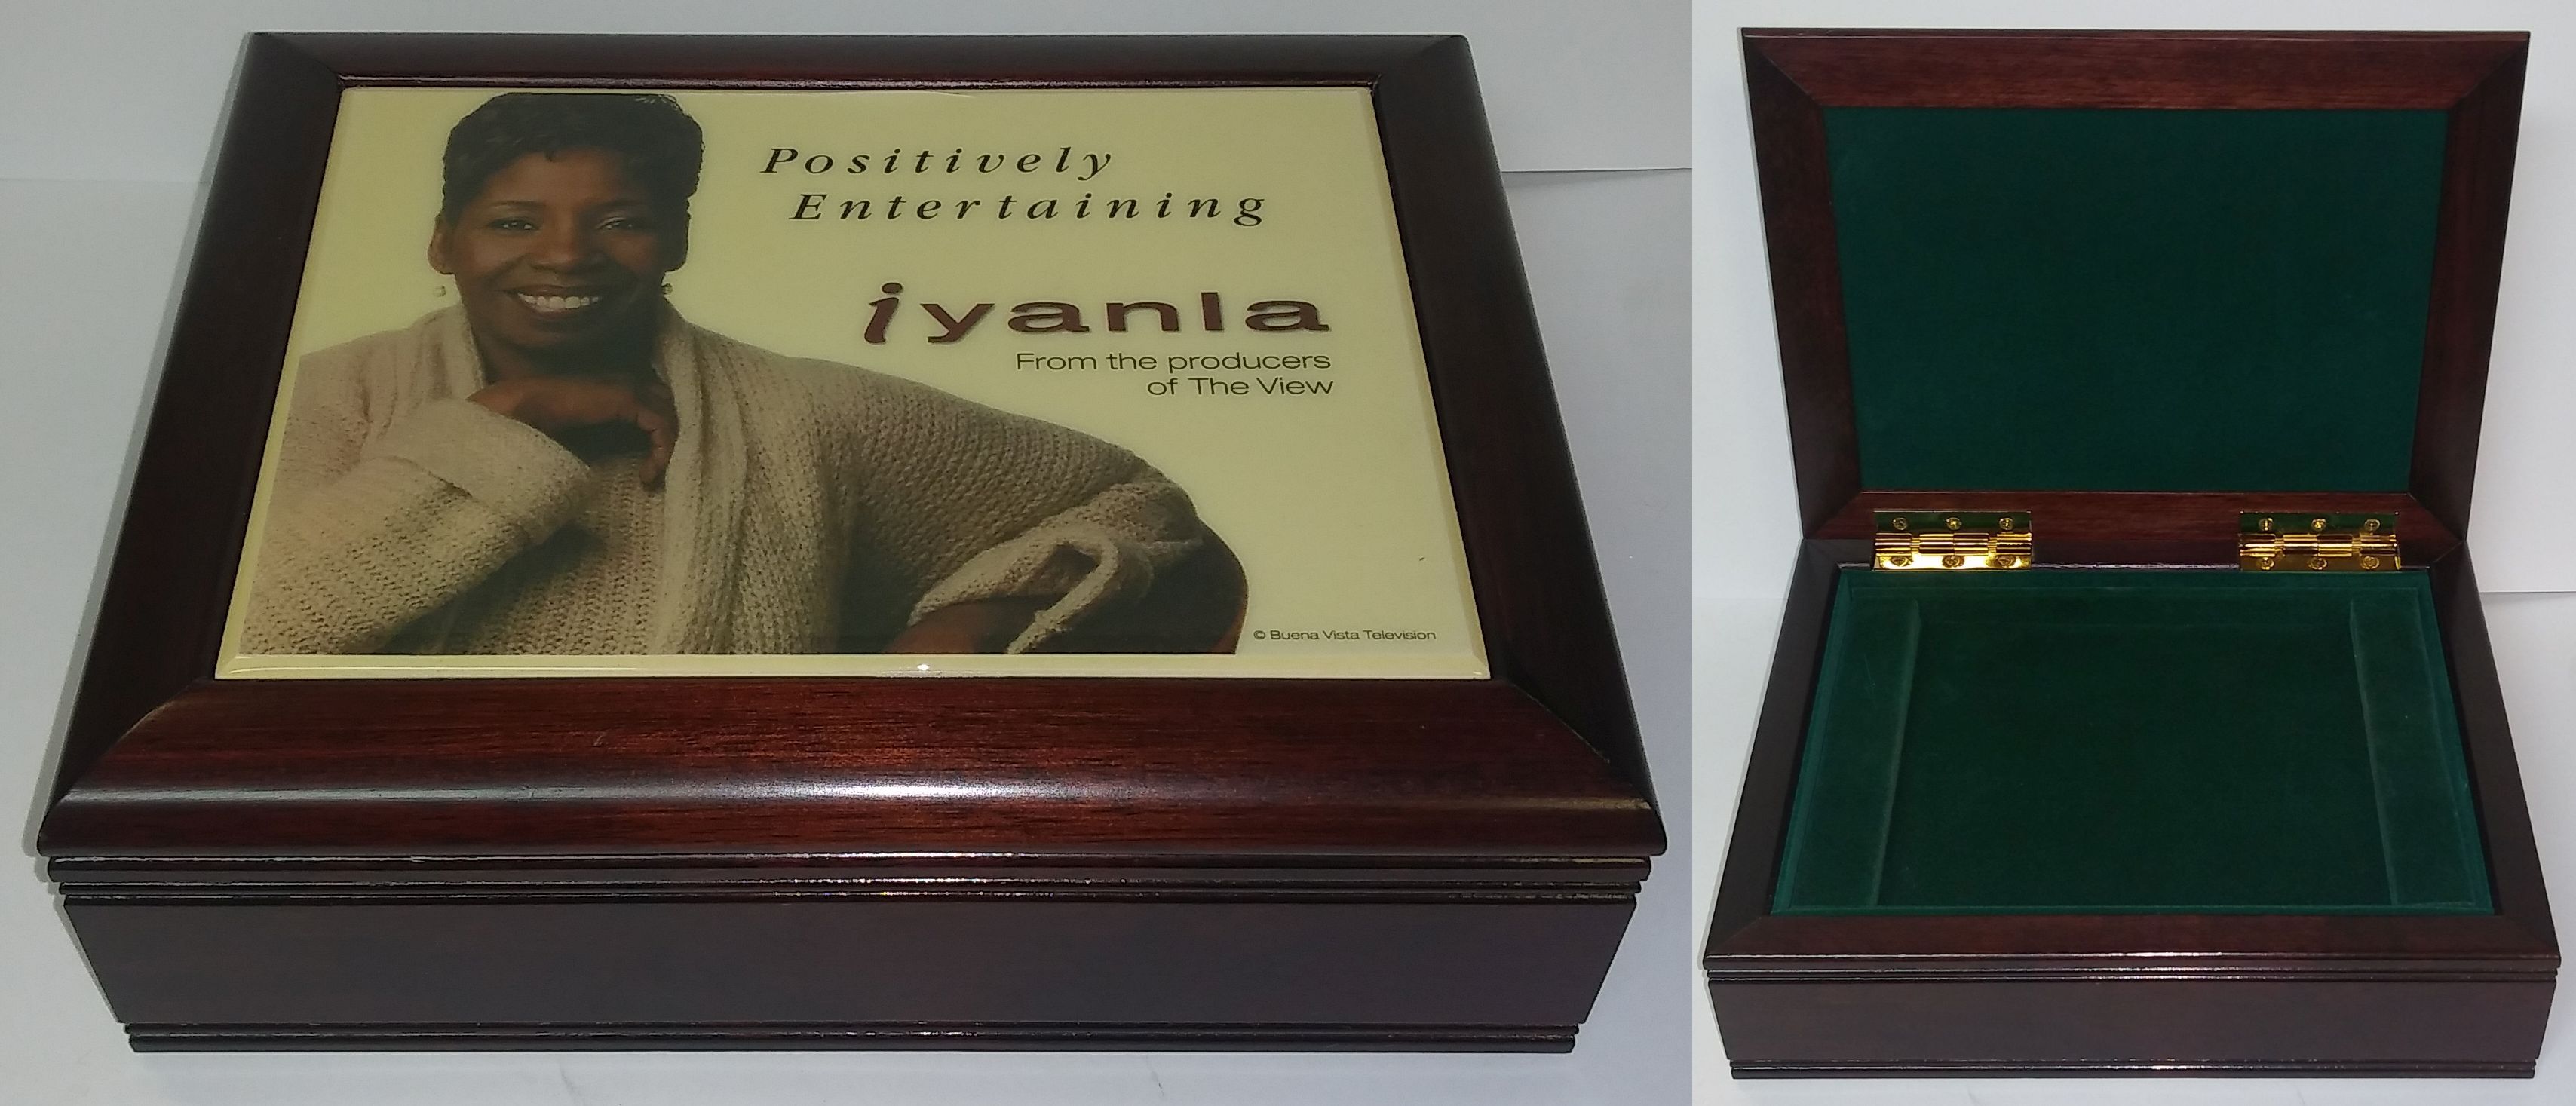 Positively
Entertaining
iyanla
From the producers
of The View
© Buena Vista Television